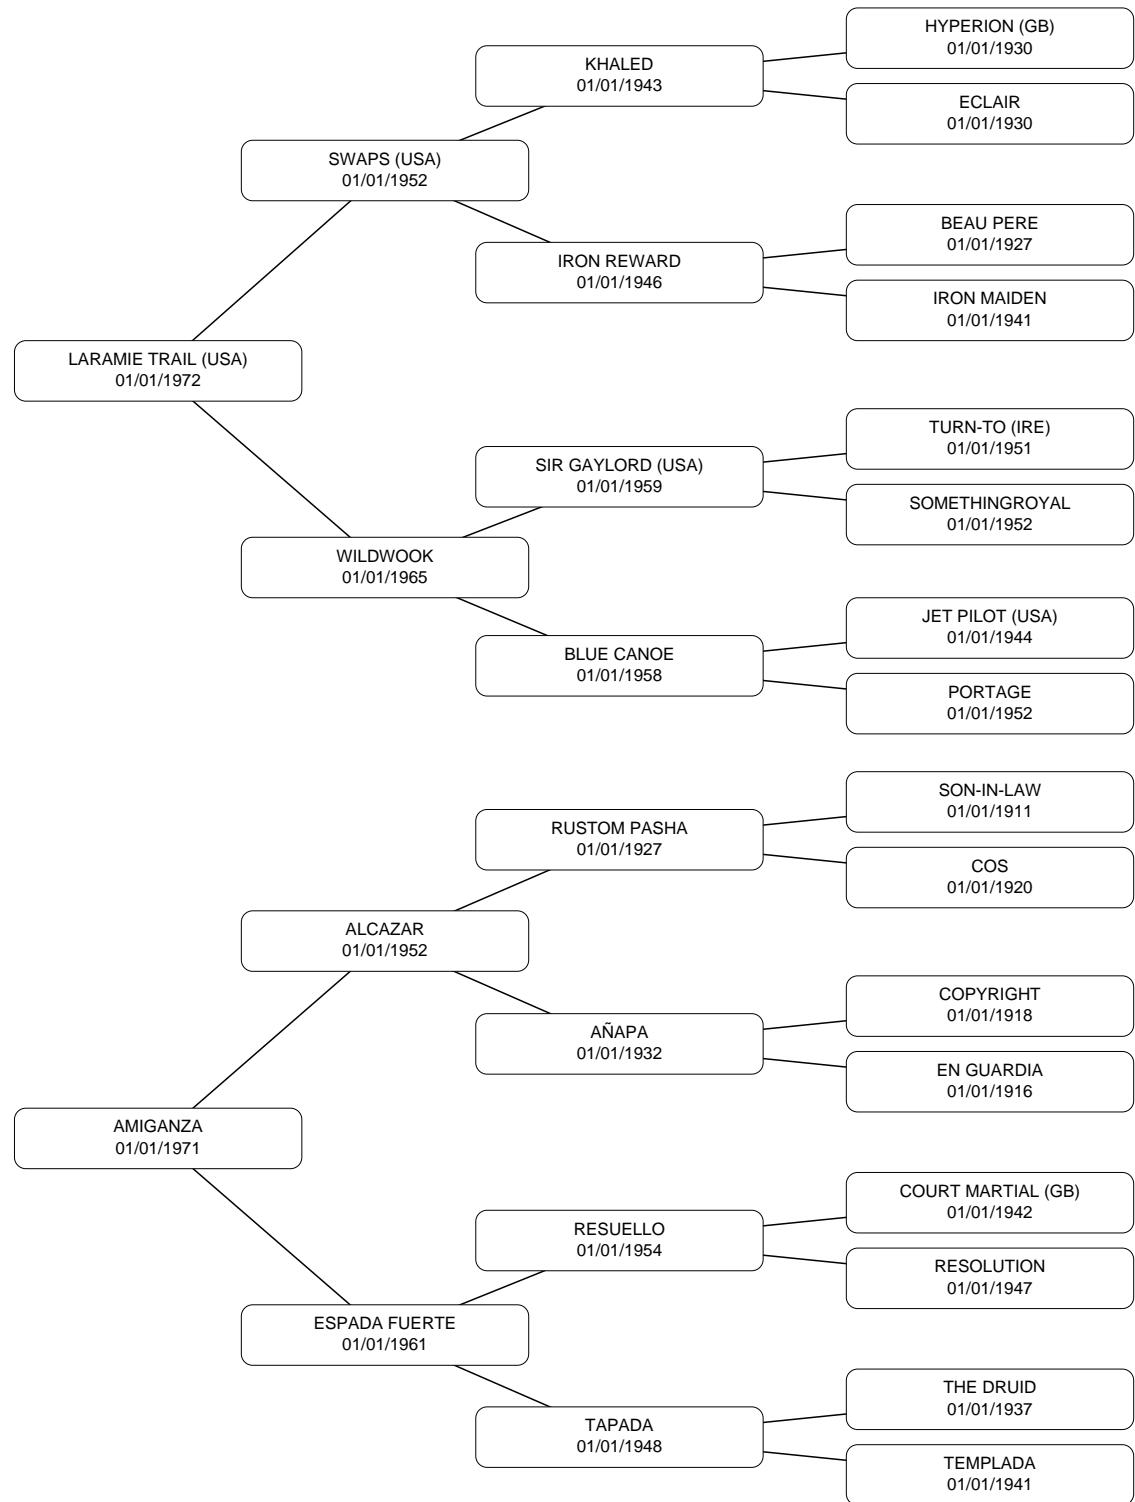 HYPERION (GB)
01/01/1930
KHALED
01/01/1943
ECLAIR
01/01/1930
SWAPS (USA)
01/01/1952
BEAU PERE
01/01/1927
IRON REWARD
01/01/1946
IRON MAIDEN
01/01/1941
LARAMIE TRAIL (USA)
01/01/1972
TURN-TO (IRE)
01/01/1951
SIR GAYLORD (USA)
01/01/1959
SOMETHINGROYAL
01/01/1952
WILDWOOK
01/01/1965
JET PILOT (USA)
01/01/1944
BLUE CANOE
01/01/1958
PORTAGE
01/01/1952
SON-IN-LAW
01/01/1911
RUSTOM PASHA
01/01/1927
COS
01/01/1920
ALCAZAR
01/01/1952
COPYRIGHT
01/01/1918
AÑAPA
01/01/1932
EN GUARDIA
01/01/1916
AMIGANZA
01/01/1971
COURT MARTIAL (GB)
01/01/1942
RESUELLO
01/01/1954
RESOLUTION
01/01/1947
ESPADA FUERTE
01/01/1961
THE DRUID
01/01/1937
TAPADA
01/01/1948
TEMPLADA
01/01/1941